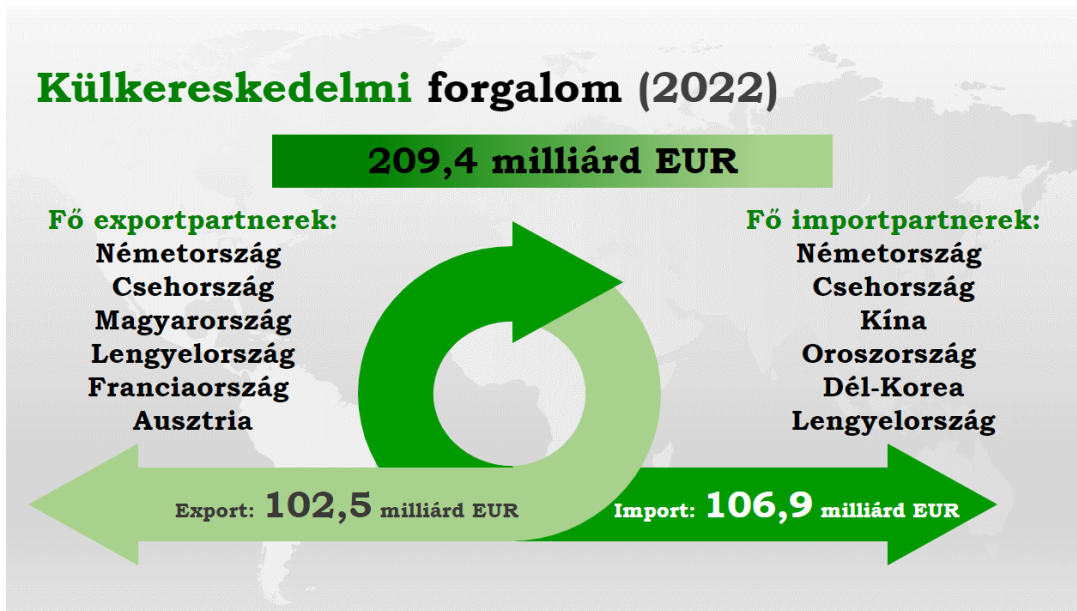 Külkereskedelmi forgalom (2022)
209,4 milliárd EUR
Fő exportpartnerek:
Németország
Csehország
Magyarország
Lengyelország
Franciaország
Ausztria
Fő importpartnerek:
Németország
Csehország
Kína
Oroszország
Dél-Korea
Lengyelország
Export: 102,5 milliárd EUR
Import: 106,9 milliárd EUR